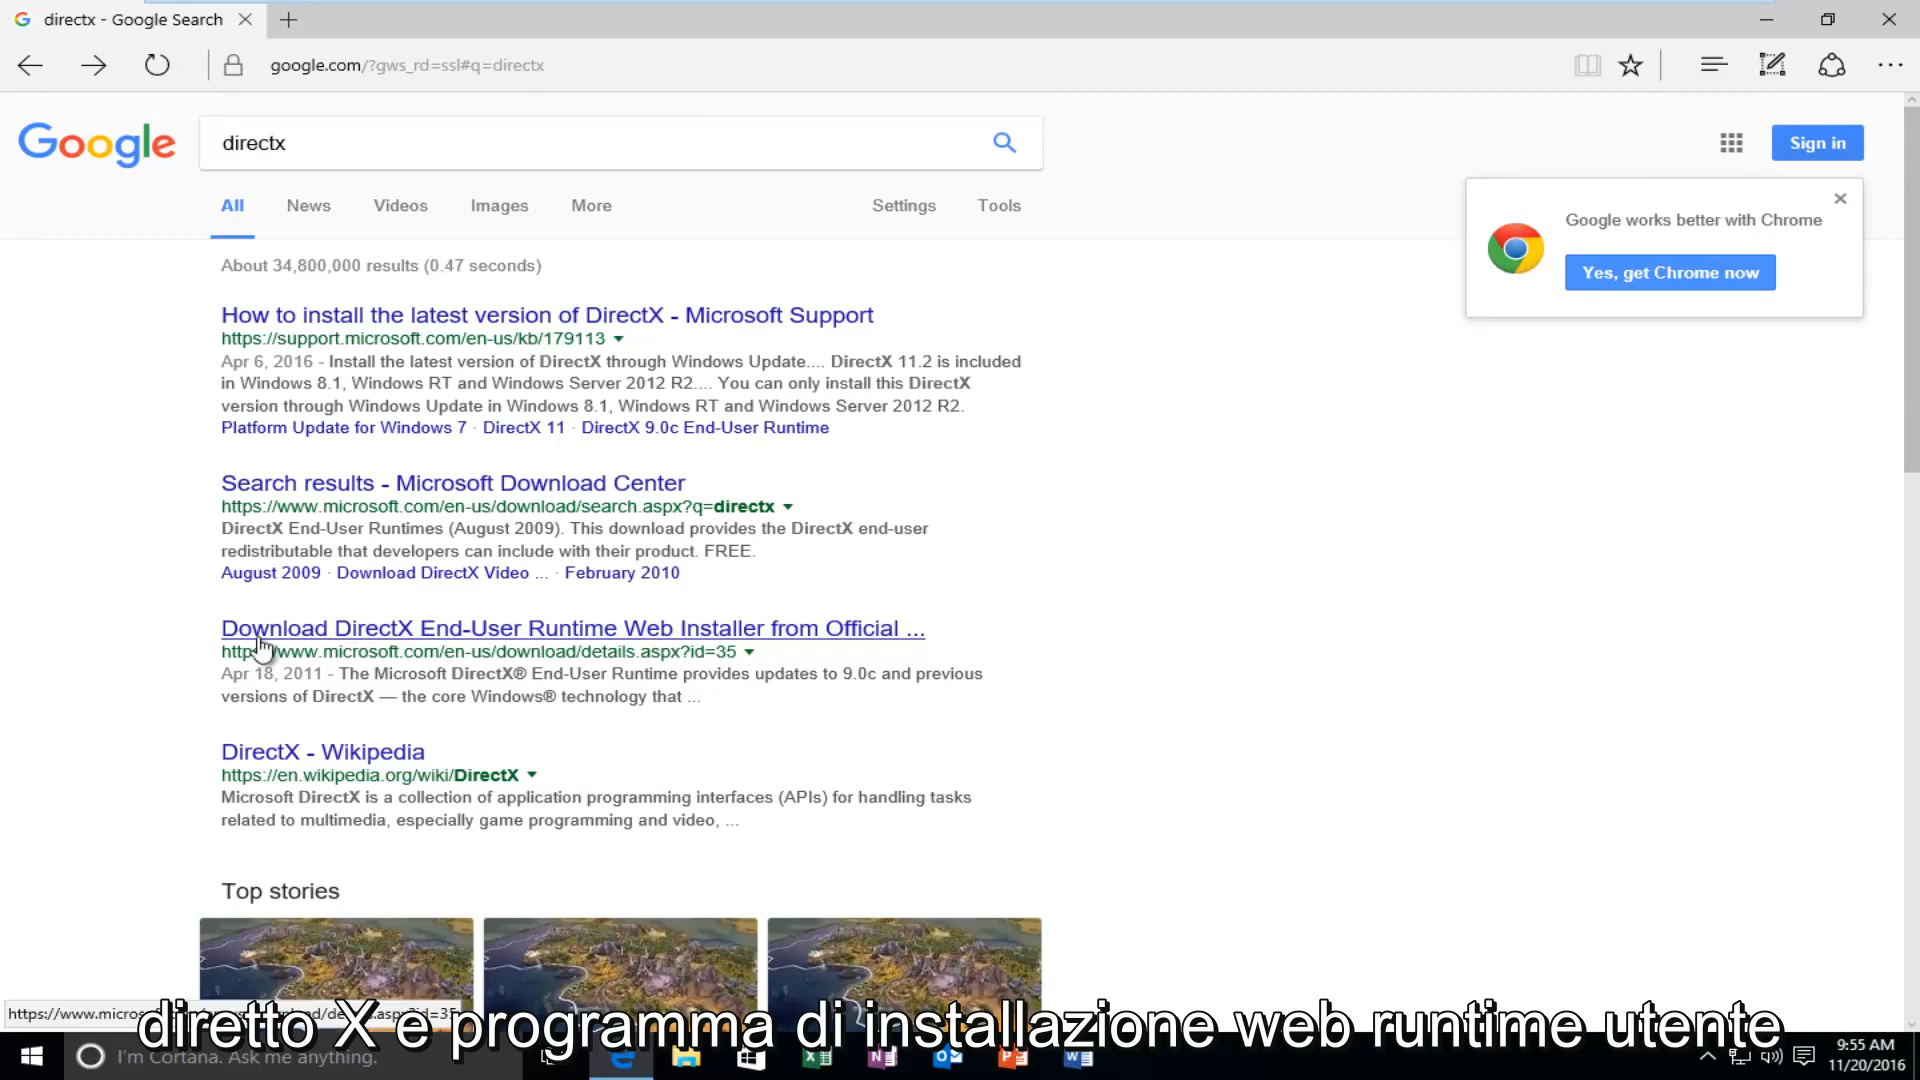 directx - Google Search
google.com/?gws_rd=ssl#q=directx
Google
directx
Sign in
All News Videos Images More Settings Tools
Google works better with Chrome
Yes, get Chrome now
About 34,800,000 results (0.47 seconds)
How to install the latest version of DirectX - Microsoft Support
https://support.microsoft.com/en-us/kb/179113
Apr 6, 2016 - Install the latest version of DirectX through Windows Update.... DirectX 11.2 is included
in Windows 8.1, Windows RT and Windows Server 2012 R2.... You can only install this DirectX
version through Windows Update in Windows 8.1, Windows RT and Windows Server 2012 R2.
Platform Update for Windows 7 · DirectX 11 · DirectX 9.0c End-User Runtime
Search results - Microsoft Download Center
https://www.microsoft.com/en-us/download/search.aspx?q=directx
DirectX End-User Runtimes (August 2009). This download provides the DirectX end-user
redistributable that developers can include with their product. FREE.
August 2009 · Download DirectX Video ... · February 2010
Download DirectX End-User Runtime Web Installer from Official ...
www.microsoft.com/en-us/download/details.aspx?id=35
Apr 18, 2011 - The Microsoft DirectX® End-User Runtime provides updates to 9.0c and previous
versions of DirectX — the core Windows® technology that ...
DirectX - Wikipedia
https://en.wikipedia.org/wiki/DirectX
Microsoft DirectX is a collection of application programming interfaces (APIs) for handling tasks
related to multimedia, especially game programming and video, ...
Top stories
diretto X e programma di installazione web runtime utente
I'm Cortana. Ask me anything.
9:55 AM
11/20/2016